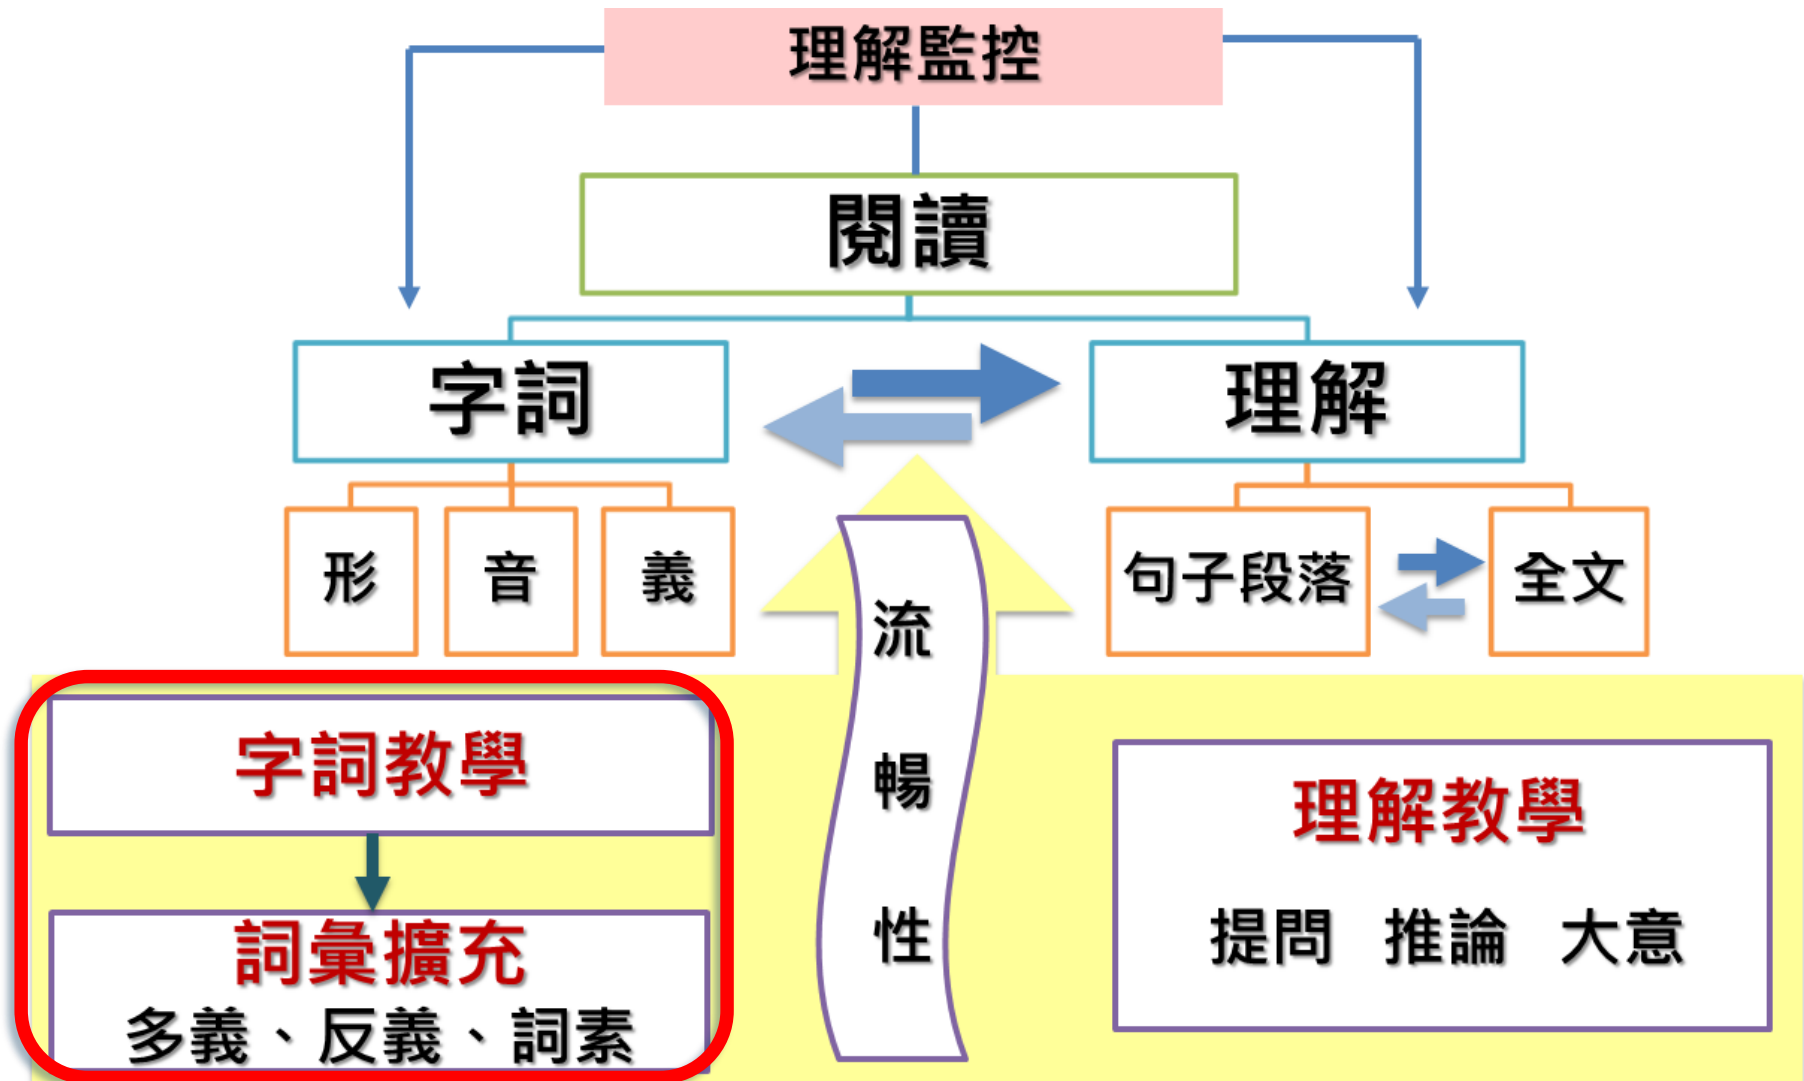 理解監控
閱讀
字詞
理解
形
音
義
句子段落
全文
流
暢
性
字詞教學
詞彙擴充
多義、反義、詞素
理解教學
提問 推論 大意